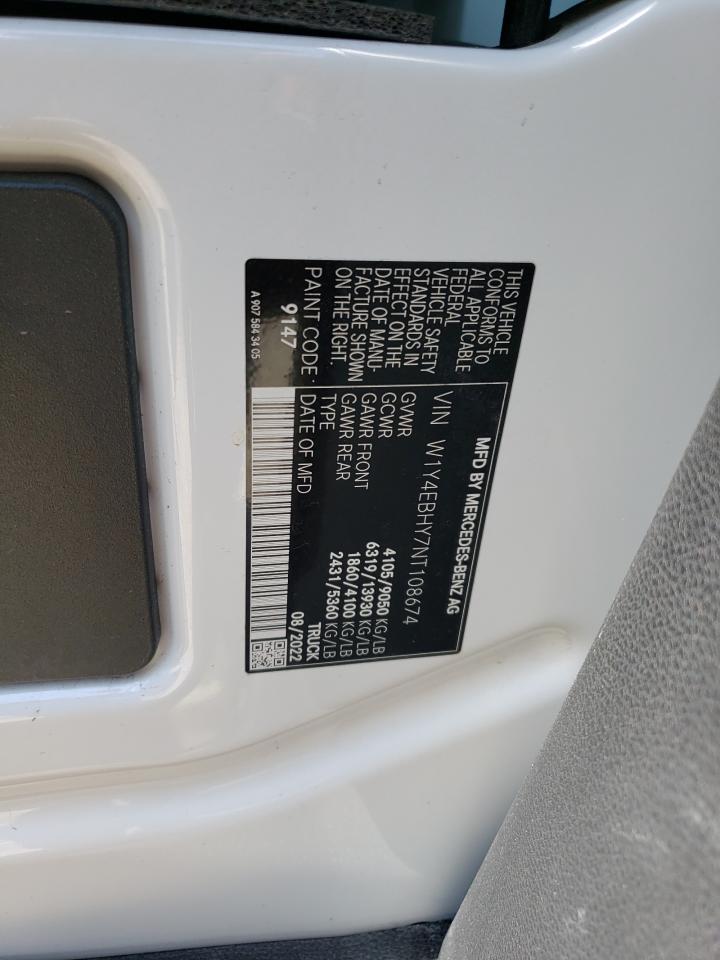 THIS VEHICLE
CONFORMS TO
ALL APPLICABLE
FEDERAL
VEHICLE SAFETY
STANDARDS IN
EFFECT ON THE
DATE OF MANU-
FACTURE SHOWN
ON THE RIGHT.
PAINT CODE
9147
MFD BY MERCEDES-BENZ AG
VIN W1Y4EBHY7NT108674
GVWR 4105/9050 KG/LB
GCWR 6319/13930 KG/LB
GAWR FRONT 1860/4100 KG/LB
GAWR REAR 2431/5360 KG/LB
TYPE TRUCK
DATE OF MFD 08/2022
A 907 584 34 05